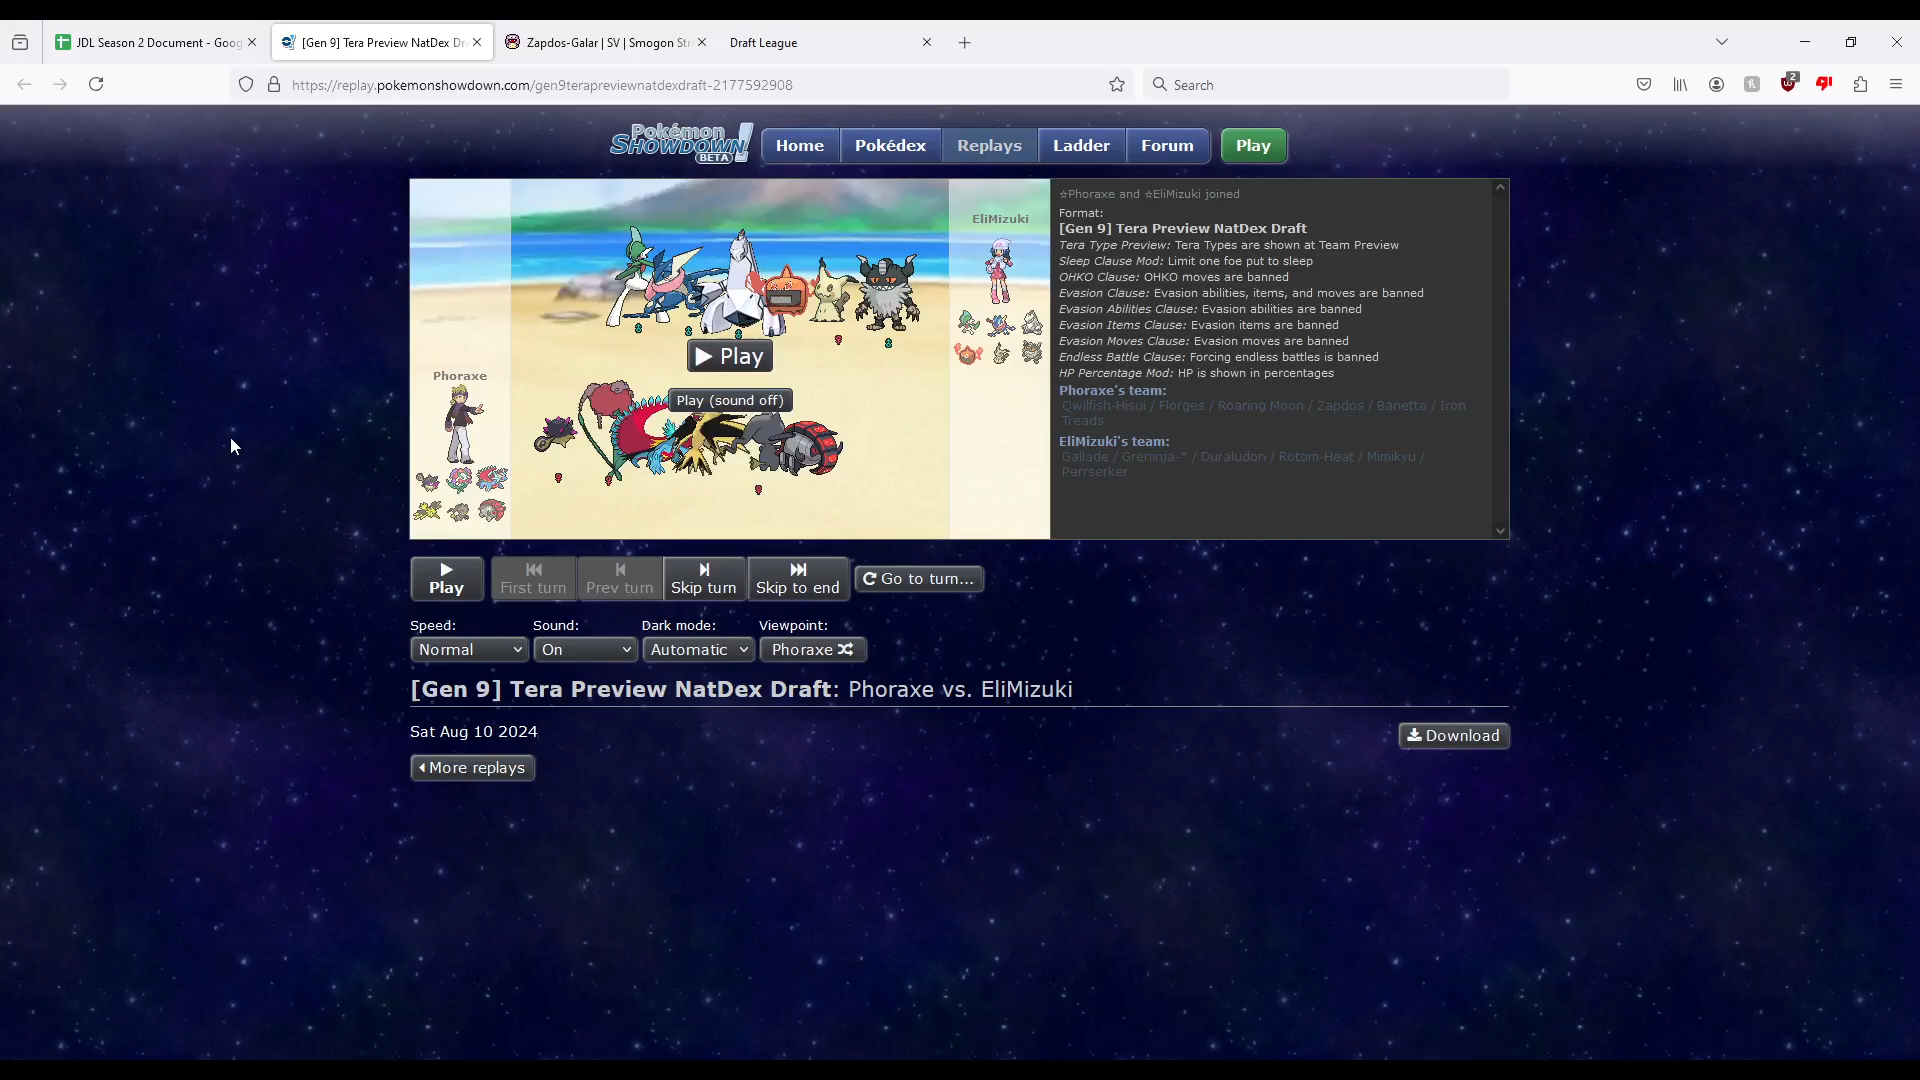 JDL Season 2 Document - Goog
[Gen 9] Tera Preview NatDex Dr
Zapdos-Galar | SV | Smogon Str
Draft League
https://replay.pokemonshowdown.com/gen9terapreviewnatdexdraft-2177592908
Search
2
Pokémon
SHOWDOWN!
BETA
Home
Pokédex
Replays
Ladder
Forum
Play
EliMizuki
Phoraxe
Play
Play (sound off)
☆Phoraxe and ☆EliMizuki joined
Format:
[Gen 9] Tera Preview NatDex Draft
Tera Type Preview: Tera Types are shown at Team Preview
Sleep Clause Mod: Limit one foe put to sleep
OHKO Clause: OHKO moves are banned
Evasion Clause: Evasion abilities, items, and moves are banned
Evasion Abilities Clause: Evasion abilities are banned
Evasion Items Clause: Evasion items are banned
Evasion Moves Clause: Evasion moves are banned
Endless Battle Clause: Forcing endless battles is banned
HP Percentage Mod: HP is shown in percentages
Phoraxe's team:
Qwilfish-Hisui / Florges / Roaring Moon / Zapdos / Banette / Iron
Treads
EliMizuki's team:
Gallade / Greninja-* / Duraludon / Rotom-Heat / Mimikyu /
Perrserker
Play
First turn
Prev turn
Skip turn
Skip to end
Go to turn...
Speed:
Sound:
Dark mode:
Viewpoint:
Normal
On
Automatic
Phoraxe
[Gen 9] Tera Preview NatDex Draft: Phoraxe vs. EliMizuki
Sat Aug 10 2024
Download
More replays